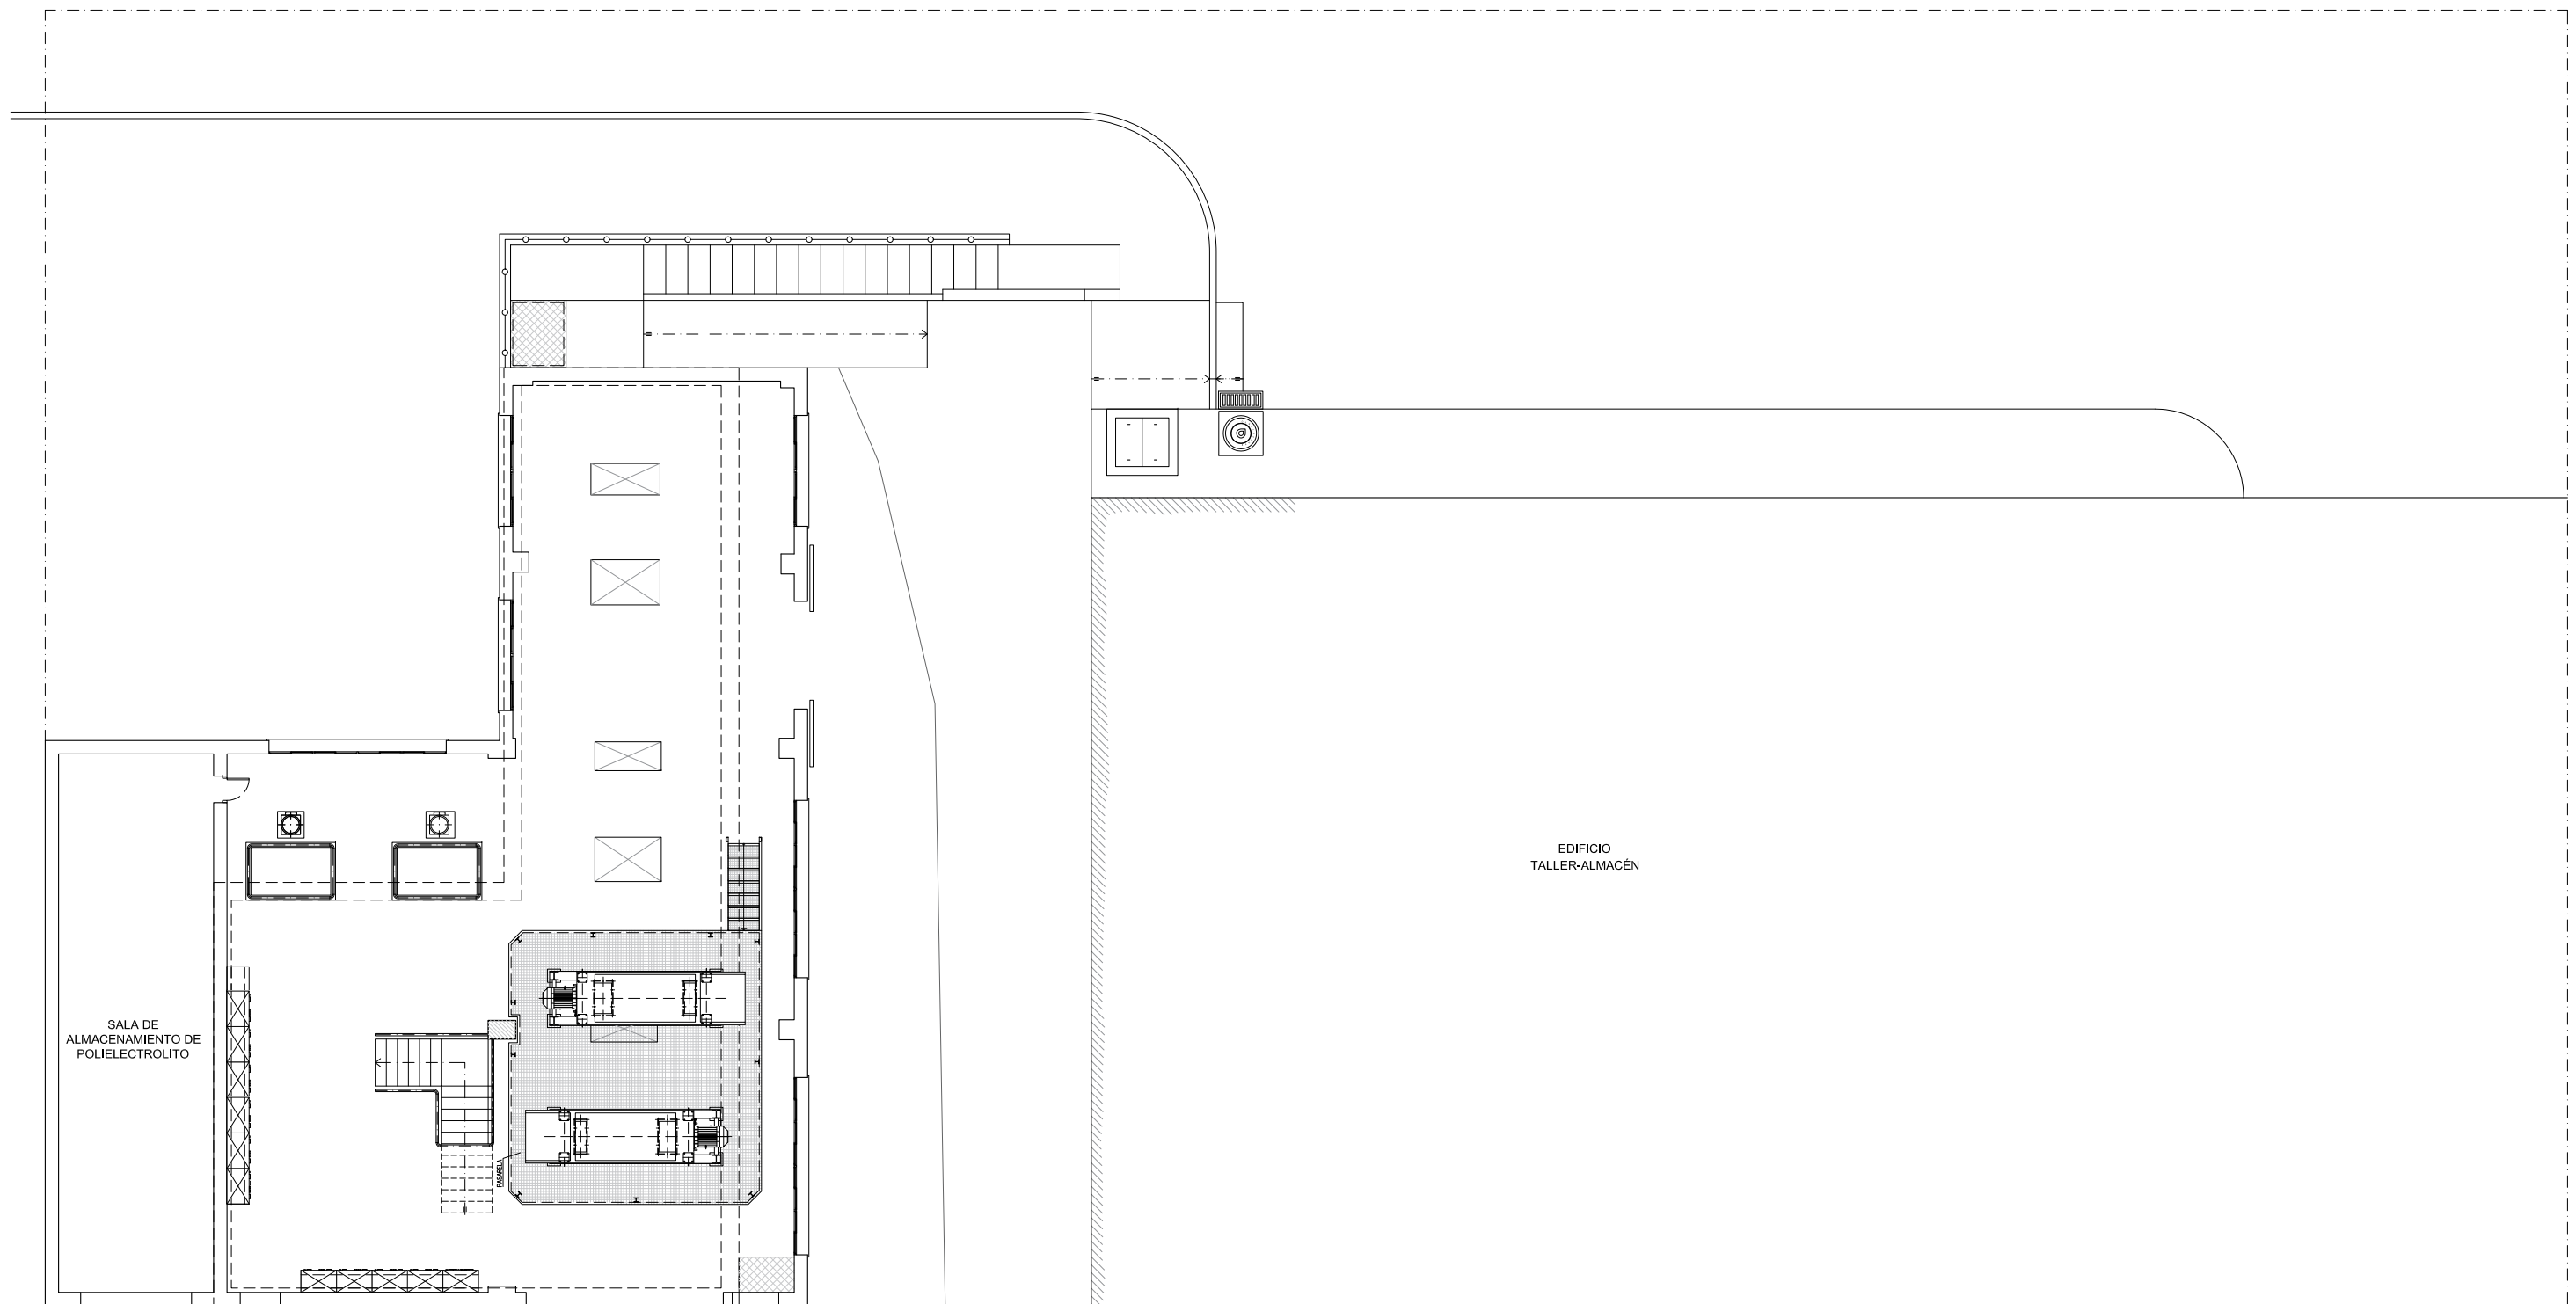 EDIFICIO
TALLER-ALMACÉN
SALA DE
ALMACENAMIENTO DE
POLIELECTROLITO
PASARELA